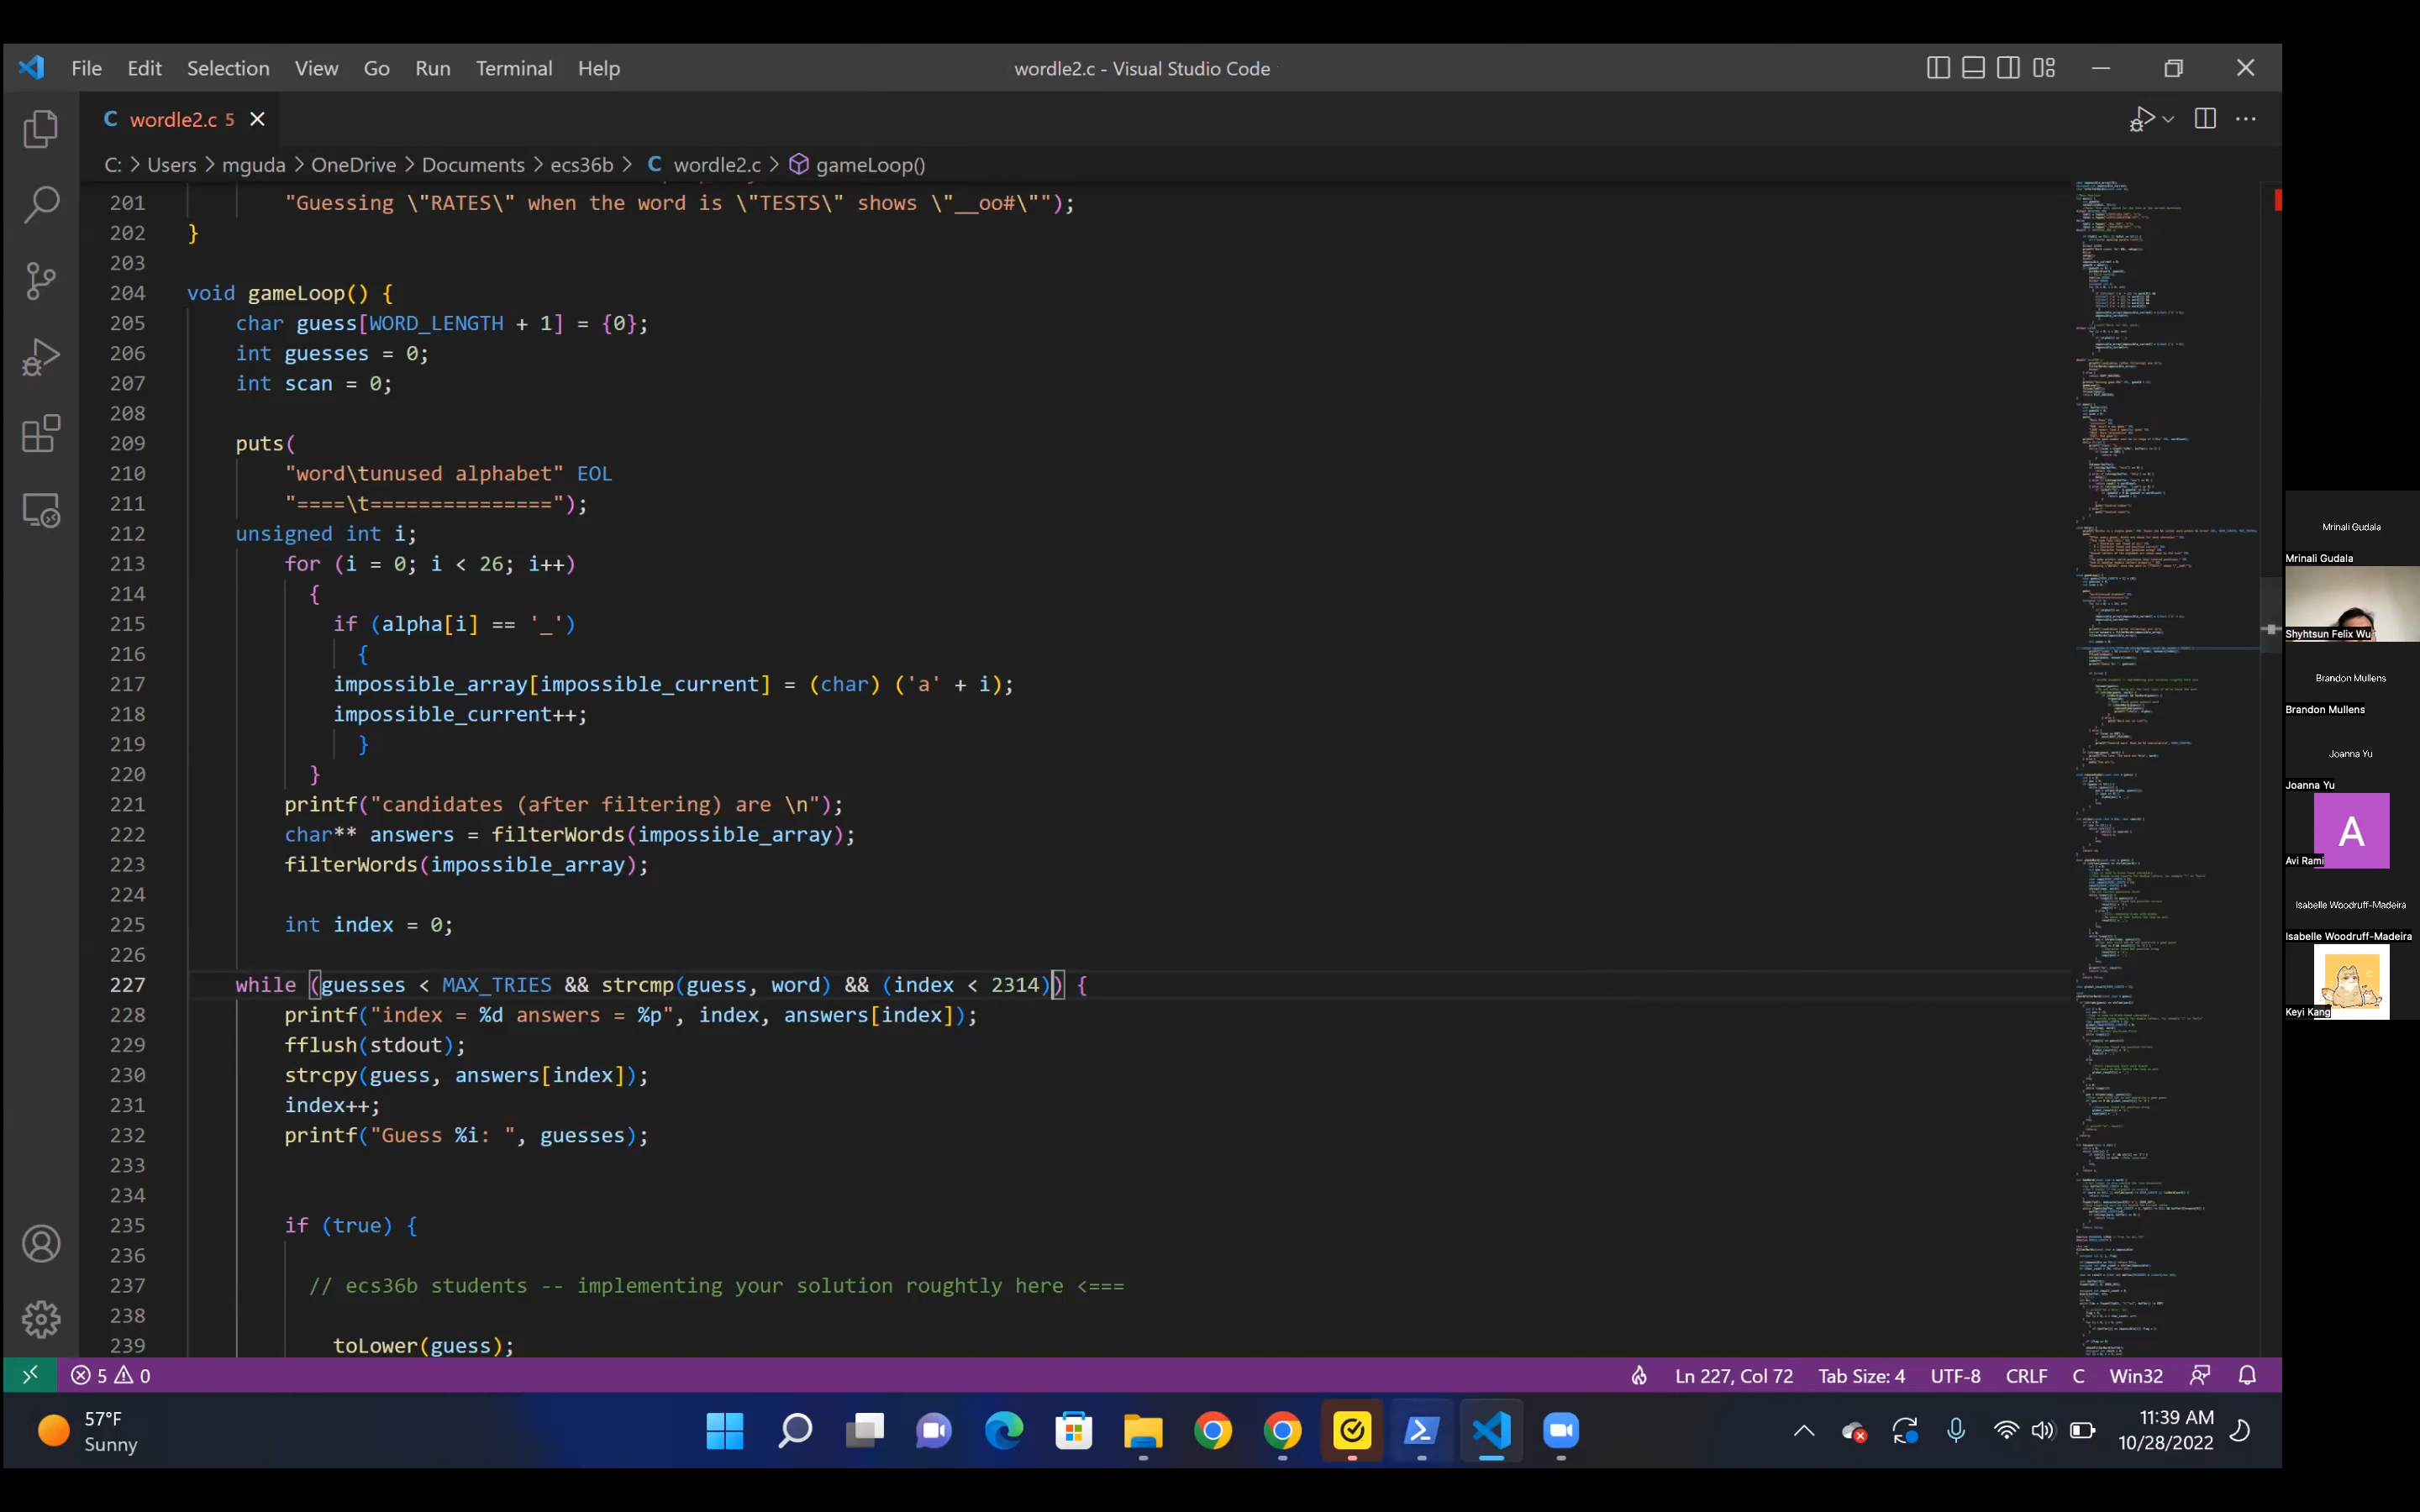 File Edit Selection View Go Run Terminal Help
wordle2.c - Visual Studio Code
C wordle2.c 5
C: > Users > mguda > OneDrive > Documents > ecs36b > C wordle2.c > gameLoop()
201 "Guessing \"RATES\" when the word is \"TESTS\" shows \"__oo#\"");
202 }
203
204 void gameLoop() {
205 char guess[WORD_LENGTH + 1] = {0};
206 int guesses = 0;
207 int scan = 0;
208
209 puts(
210 "word\tunused alphabet" EOL
211 "====\t===============");
212 unsigned int i;
213 for (i = 0; i < 26; i++)
214 {
215 if (alpha[i] == '_')
216 {
217 impossible_array[impossible_current] = (char) ('a' + i);
218 impossible_current++;
219 }
220 }
221 printf("candidates (after filtering) are \n");
222 char** answers = filterWords(impossible_array);
223 filterWords(impossible_array);
224
225 int index = 0;
226
227 while (guesses < MAX_TRIES && strcmp(guess, word) && (index < 2314)) {
228 printf("index = %d answers = %p", index, answers[index]);
229 fflush(stdout);
230 strcpy(guess, answers[index]);
231 index++;
232 printf("Guess %i: ", guesses);
233
234
235 if (true) {
236
237 // ecs36b students -- implementing your solution roughtly here <===
238
239 toLower(guess);
Mrinali Gudala
Mrinali Gudala
Shyhtsun Felix Wu
Brandon Mullens
Brandon Mullens
Joanna Yu
Joanna Yu
A
Avi Rami
Isabelle Woodruff-Madeira
Isabelle Woodruff-Madeira
Keyi Kang
5 0
Ln 227, Col 72 Tab Size: 4 UTF-8 CRLF C Win32
57°F
Sunny
11:39 AM
10/28/2022